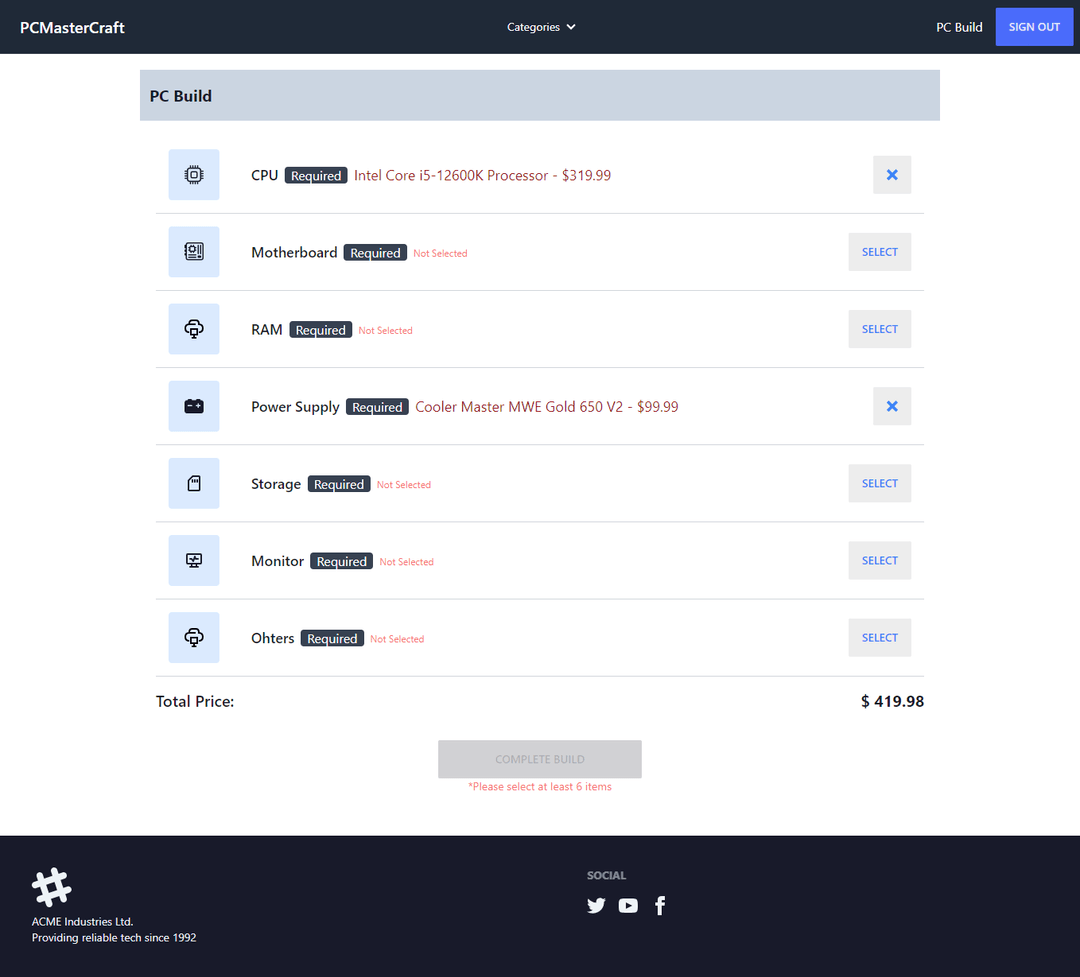 PCMasterCraft Categories PC Build SIGN OUT
PC Build
CPU Required Intel Core i5-12600K Processor - $319.99
Motherboard Required Not Selected SELECT
RAM Required Not Selected SELECT
Power Supply Required Cooler Master MWE Gold 650 V2 - $99.99
Storage Required Not Selected SELECT
Monitor Required Not Selected SELECT
Ohters Required Not Selected SELECT
Total Price: $ 419.98
COMPLETE BUILD
*Please select at least 6 items
ACME Industries Ltd.
Providing reliable tech since 1992
SOCIAL